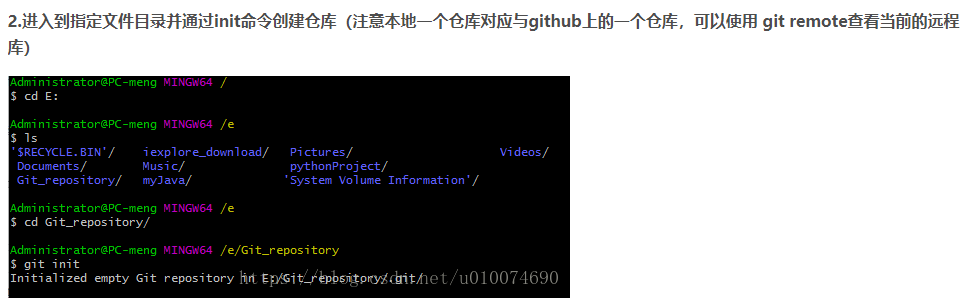 2.进入到指定文件目录并通过init命令创建仓库（注意本地一个仓库对应与github上的一个仓库，可以使用 git remote查看当前的远程
库）
Administrator@PC-meng MINGW64 /
$ cd E:
Administrator@PC-meng MINGW64 /e
$ ls
'$RECYCLE.BIN'/ iexplore_download/ Pictures/ Videos/
Documents/ Music/ pythonProject/
Git_repository/ myJava/ 'System Volume Information'/
Administrator@PC-meng MINGW64 /e
$ cd Git_repository/
Administrator@PC-meng MINGW64 /e/Git_repository
$ git init
Initialized empty Git repository in E:/Git_repository/.git/
https://blog.csdn.net/u010074690